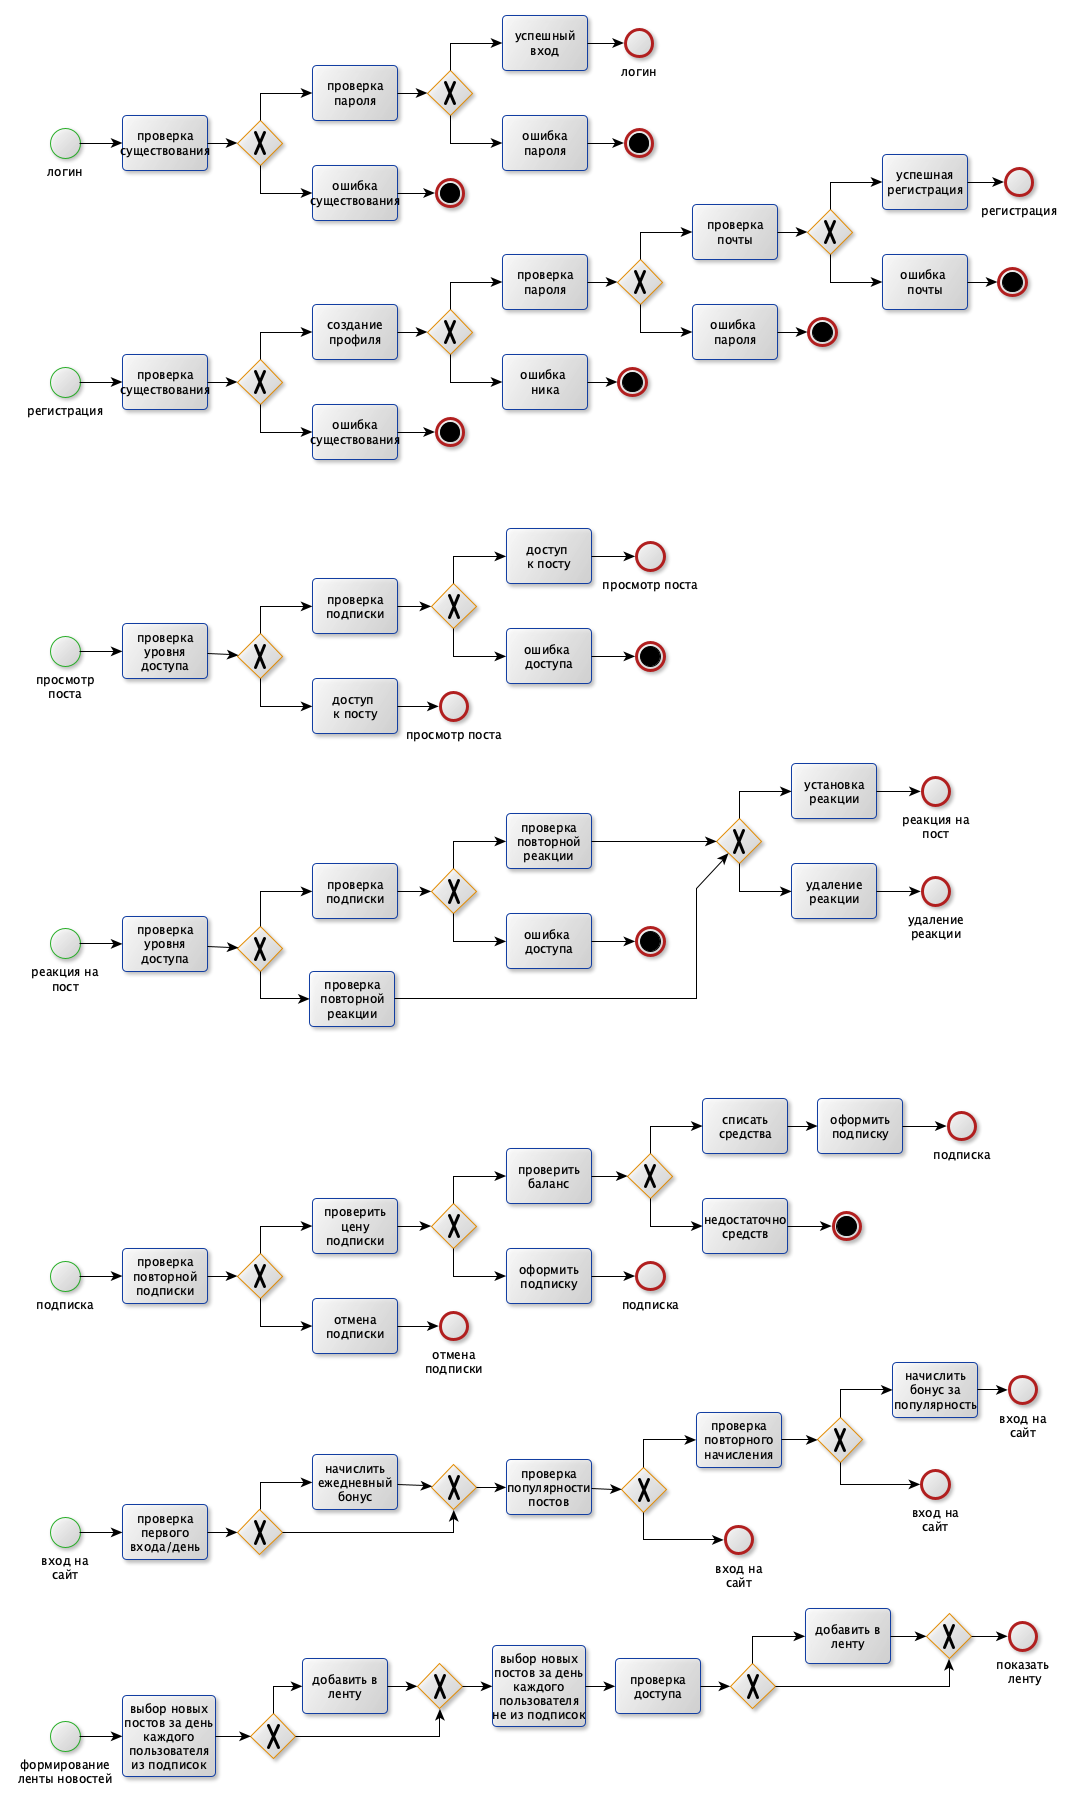 успешный
вход
логин
проверка
пароля
ошибка
пароля
проверка
существования
логин
ошибка
существования
успешная
регистрация
регистрация
проверка
почты
ошибка
почты
проверка
пароля
ошибка
пароля
создание
профиля
ошибка
ника
проверка
существования
регистрация
ошибка
существования
доступ
к посту
просмотр поста
проверка
подписки
ошибка
доступа
проверка
уровня
доступа
просмотр
поста
доступ
к посту
просмотр поста
установка
реакции
реакция на
пост
проверка
повторной
реакции
проверка
подписки
удаление
реакции
удаление
реакции
ошибка
доступа
проверка
уровня
доступа
реакция на
пост
проверка
повторной
реакции
списать
средства
оформить
подписку
подписка
проверить
баланс
недостаточно
средств
проверить
цену
подписки
оформить
подписку
подписка
проверка
повторной
подписки
подписка
отмена
подписки
отмена
подписки
начислить
бонус за
популярность
вход на
сайт
проверка
повторного
начисления
вход на
сайт
начислить
ежедневный
бонус
проверка
популярности
постов
вход на
сайт
проверка
первого
входа/день
вход на
сайт
добавить в
ленту
показать
ленту
выбор новых
постов за день
каждого
пользователя
не из подписок
проверка
доступа
добавить в
ленту
выбор новых
постов за день
каждого
пользователя
из подписок
формирование
ленты новостей